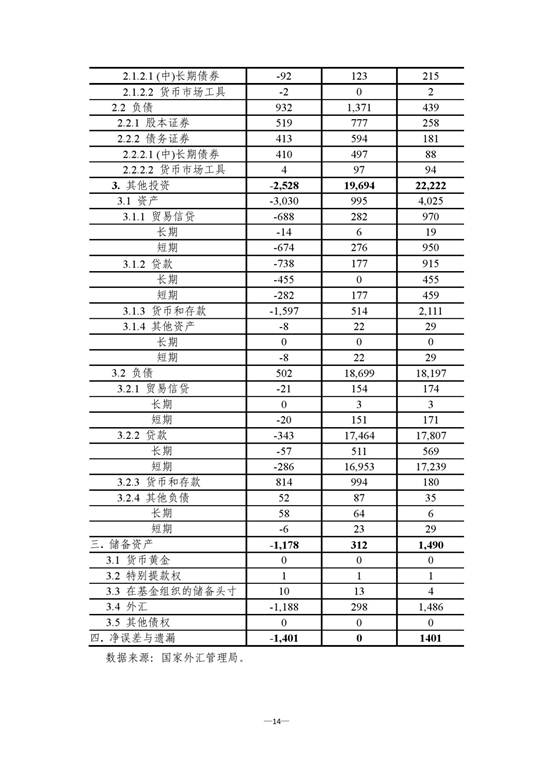 2.1.2.1 (中)长期债券 -92 123 215
2.1.2.2 货币市场工具 -2 0 2
2.2 负债 932 1,371 439
2.2.1 股本证券 519 777 258
2.2.2 债务证券 413 594 181
2.2.2.1 (中)长期债券 410 497 88
2.2.2.2 货币市场工具 4 97 94
3. 其他投资 -2,528 19,694 22,222
3.1 资产 -3,030 995 4,025
3.1.1 贸易信贷 -688 282 970
长期 -14 6 19
短期 -674 276 950
3.1.2 贷款 -738 177 915
长期 -455 0 455
短期 -282 177 459
3.1.3 货币和存款 -1,597 514 2,111
3.1.4 其他资产 -8 22 29
长期 0 0 0
短期 -8 22 29
3.2 负债 502 18,699 18,197
3.2.1 贸易信贷 -21 154 174
长期 0 3 3
短期 -20 151 171
3.2.2 贷款 -343 17,464 17,807
长期 -57 511 569
短期 -286 16,953 17,239
3.2.3 货币和存款 814 994 180
3.2.4 其他负债 52 87 35
长期 58 64 6
短期 -6 23 29
三. 储备资产 -1,178 312 1,490
3.1 货币黄金 0 0 0
3.2 特别提款权 1 1 1
3.3 在基金组织的储备头寸 10 13 4
3.4 外汇 -1,188 298 1,486
3.5 其他债权 0 0 0
四. 净误差与遗漏 -1,401 0 1401
数据来源：国家外汇管理局。
—14—